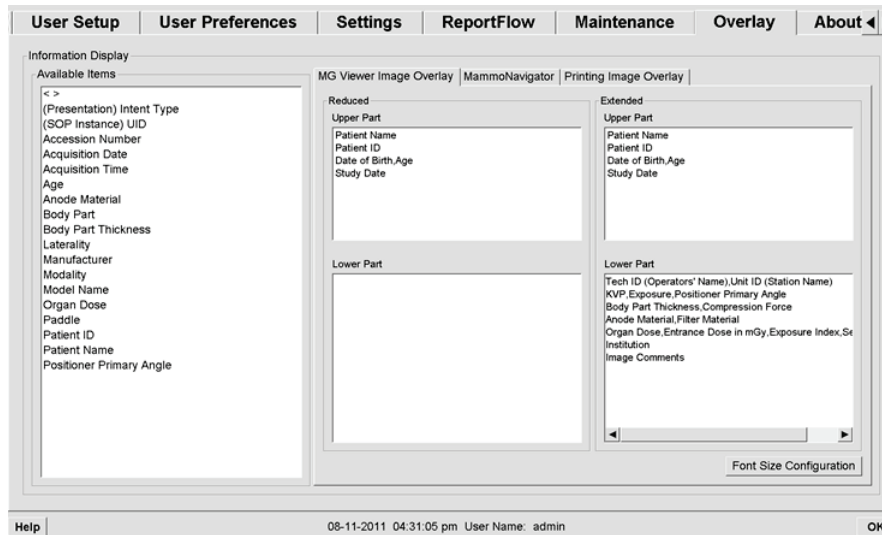 User Setup User Preferences Settings ReportFlow Maintenance Overlay About
Information Display
Available Items
< >
(Presentation) Intent Type
(SOP Instance) UID
Accession Number
Acquisition Date
Acquisition Time
Age
Anode Material
Body Part
Body Part Thickness
Laterality
Manufacturer
Modality
Model Name
Organ Dose
Paddle
Patient ID
Patient Name
Positioner Primary Angle
MG Viewer Image Overlay MammoNavigator Printing Image Overlay
Reduced
Upper Part
Patient Name
Patient ID
Date of Birth,Age
Study Date
Lower Part
Extended
Upper Part
Patient Name
Patient ID
Date of Birth,Age
Study Date
Lower Part
Tech ID (Operators' Name),Unit ID (Station Name)
KVP,Exposure,Positioner Primary Angle
Body Part Thickness,Compression Force
Anode Material,Filter Material
Organ Dose,Entrance Dose in mGy,Exposure Index,Se
Institution
Image Comments
Font Size Configuration
Help 08-11-2011 04:31:05 pm User Name: admin OK